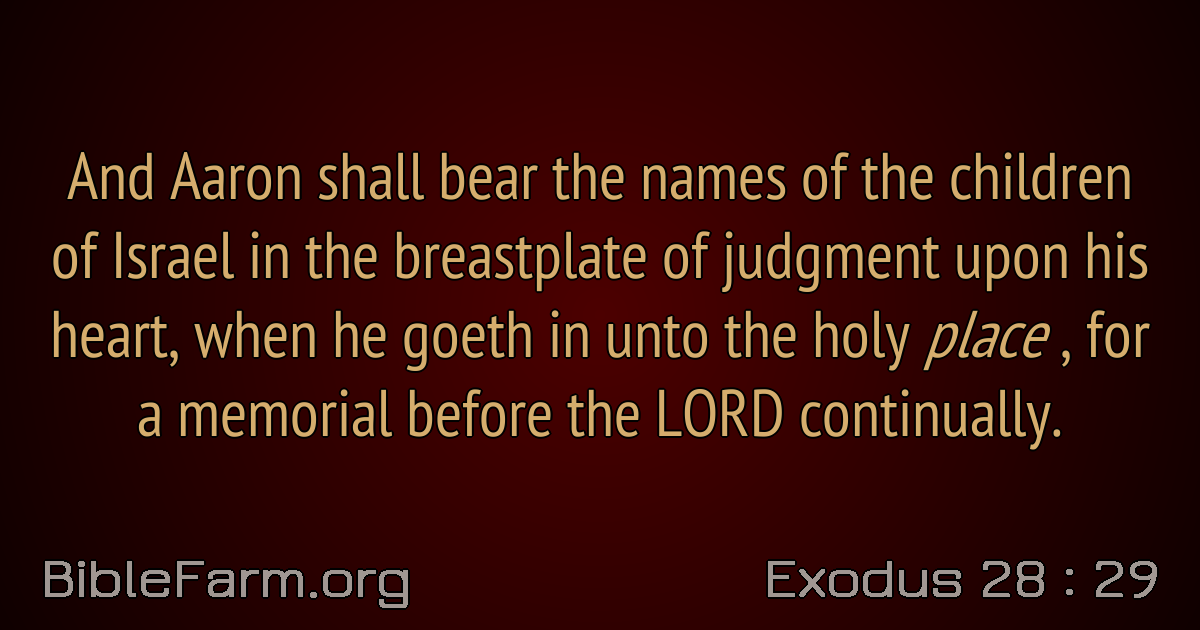 And Aaron shall bear the names of the children
of Israel in the breastplate of judgment upon his
heart, when he goeth in unto the holy place , for
a memorial before the LORD continually.
BibleFarm.org
Exodus 28 : 29